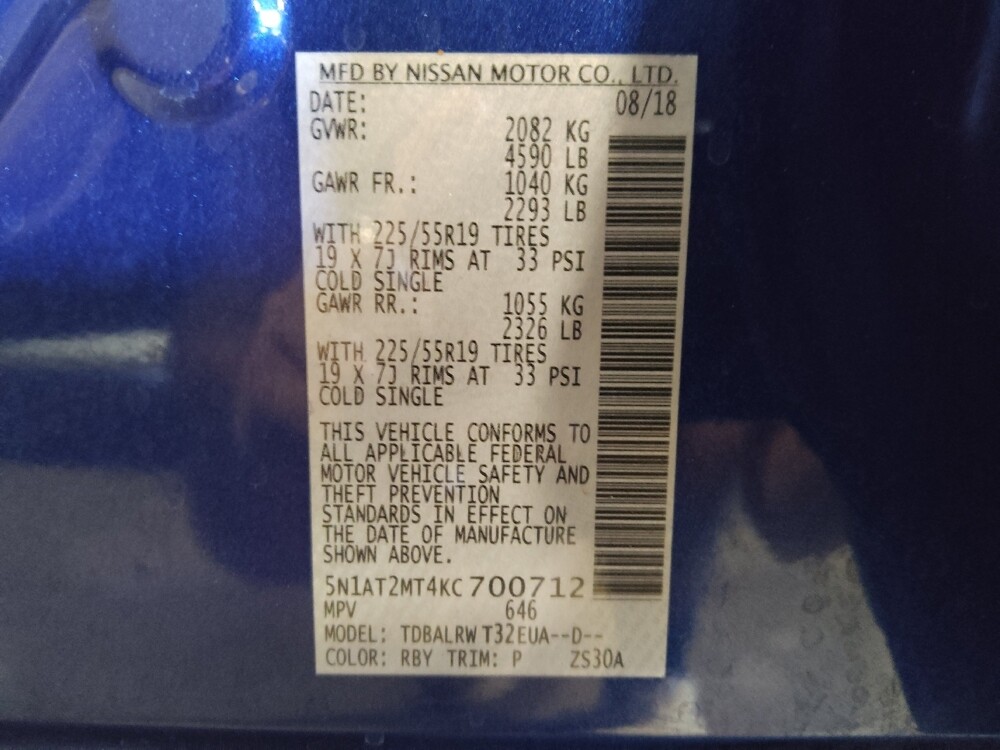 MFD BY NISSAN MOTOR CO., LTD.
DATE: 08/18
GVWR: 2082 KG
4590 LB
GAWR FR.: 1040 KG
2293 LB
WITH 225/55R19 TIRES
19 X 7J RIMS AT 33 PSI
COLD SINGLE
GAWR RR.: 1055 KG
2326 LB
WITH 225/55R19 TIRES
19 X 7J RIMS AT 33 PSI
COLD SINGLE
THIS VEHICLE CONFORMS TO
ALL APPLICABLE FEDERAL
MOTOR VEHICLE SAFETY AND
THEFT PREVENTION
STANDARDS IN EFFECT ON
THE DATE OF MANUFACTURE
SHOWN ABOVE.
5N1AT2MT4KC700712
MPV 646
MODEL: TDBALRW T32EUA--D--
COLOR: RBY TRIM: P ZS30A